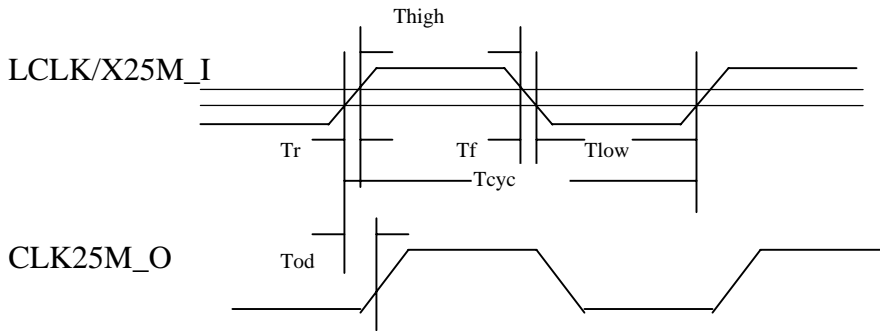 Thigh
LCLK/X25M_I
Tr Tf Tlow
Tcyc
CLK25M_O
Tod